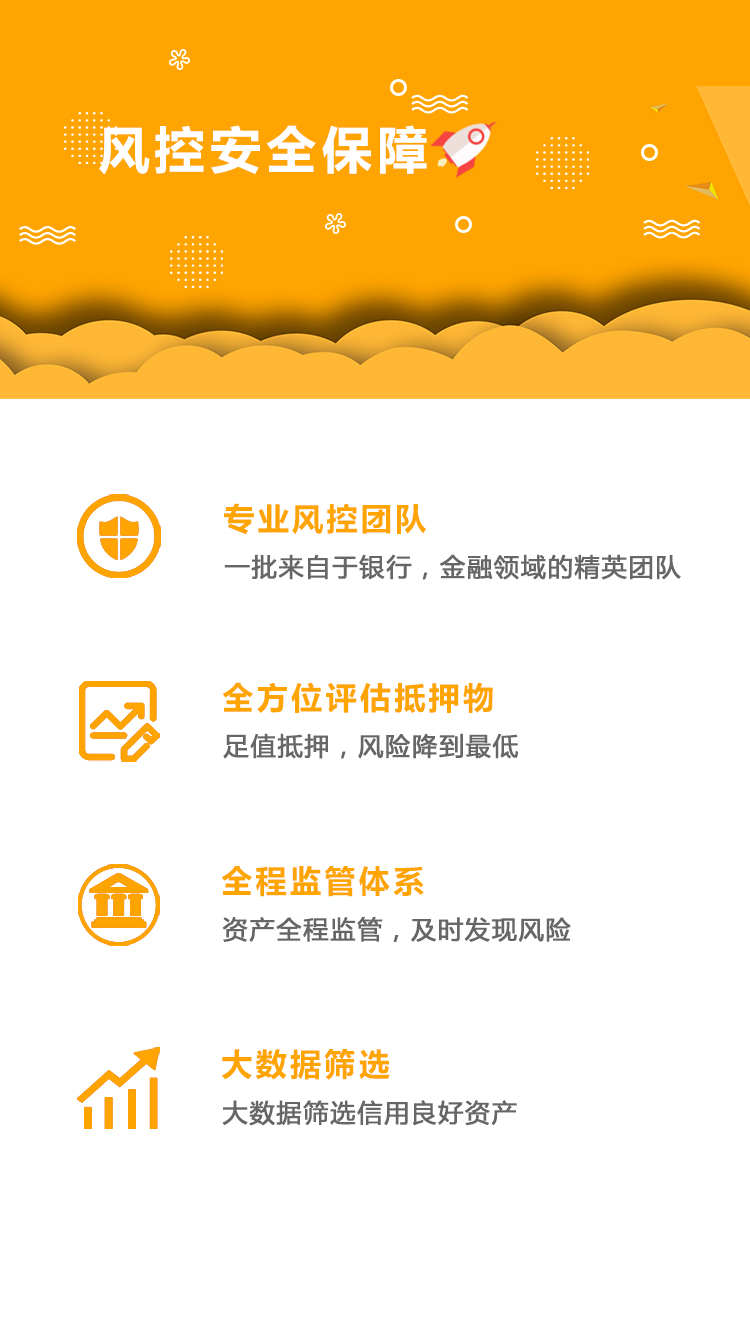 风控安全保障
专业风控团队
一批来自于银行，金融领域的精英团队
全方位评估抵押物
足值抵押，风险降到最低
全程监管体系
资产全程监管，及时发现风险
大数据筛选
大数据筛选信用良好资产